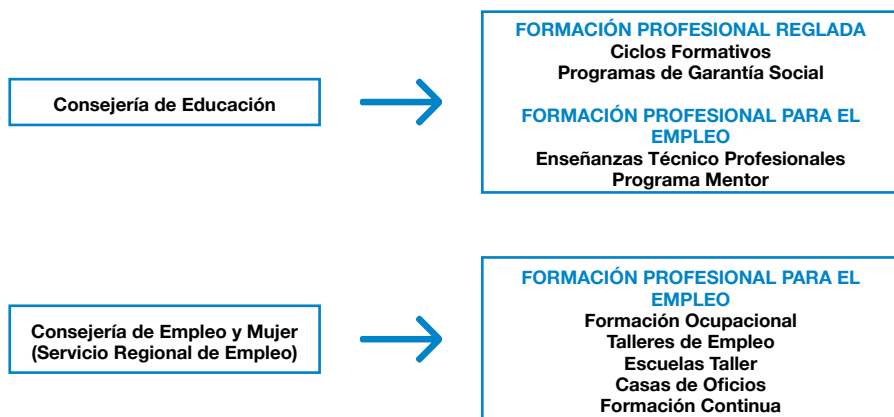 FORMACIÓN PROFESIONAL REGLADA
Ciclos Formativos
Programas de Garantía Social
Consejería de Educación
FORMACIÓN PROFESIONAL PARA EL
EMPLEO
Enseñanzas Técnico Profesionales
Programa Mentor
FORMACIÓN PROFESIONAL PARA EL
EMPLEO
Consejería de Empleo y Mujer
(Servicio Regional de Empleo)
Formación Ocupacional
Talleres de Empleo
Escuelas Taller
Casas de Oficios
Formación Continua